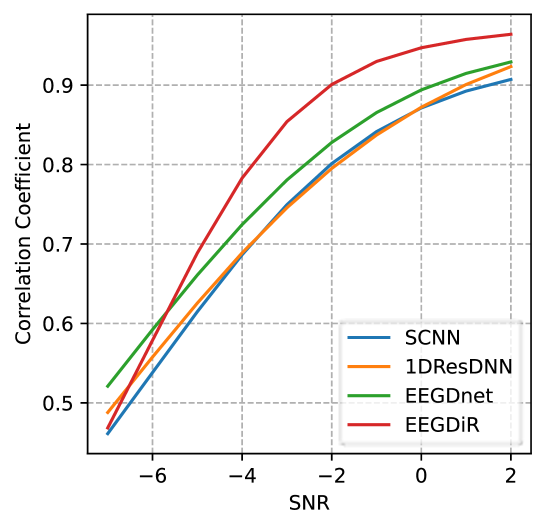 Correlation Coefficient
0.9
0.8
0.7
0.6
0.5
SCNN
1DResDNN
EEGDnet
EEGDiR
−6 −4 −2 0 2
SNR